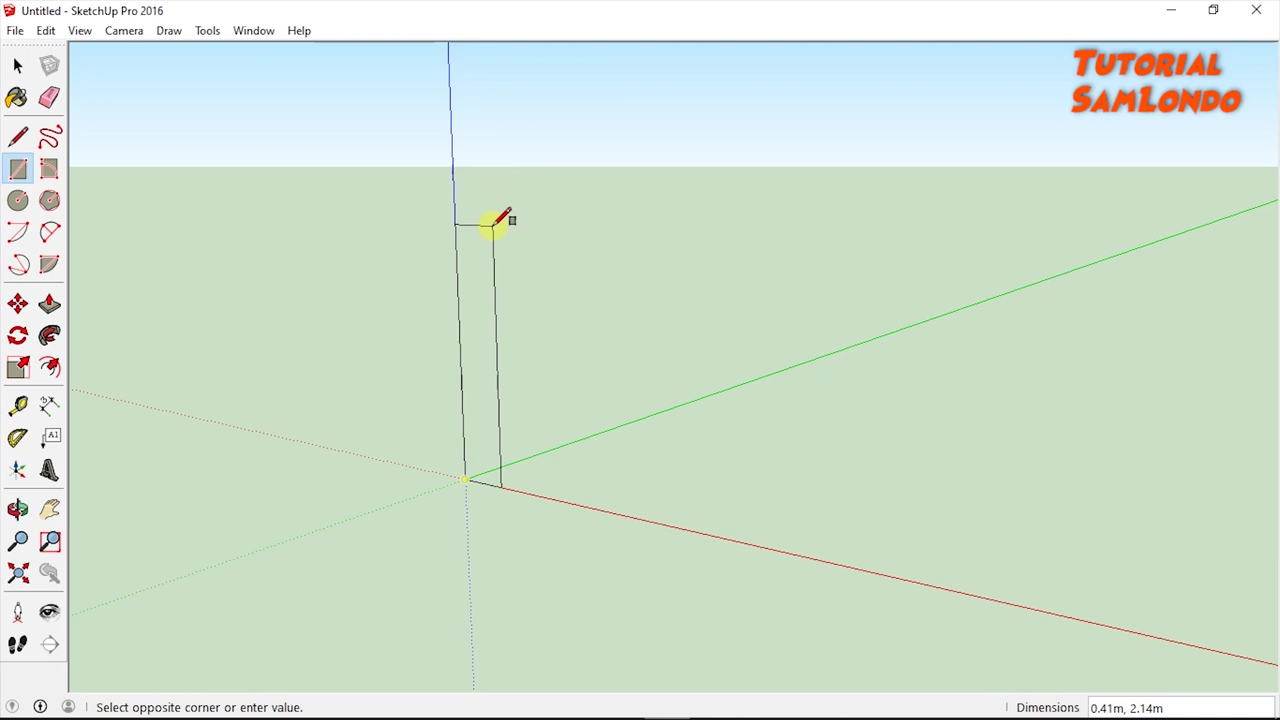 Untitled - SketchUp Pro 2016
File Edit View Camera Draw Tools Window Help
TUTORIAL
SAMLONDO
A1
Select opposite corner or enter value.
Dimensions 0.41m, 2.14m